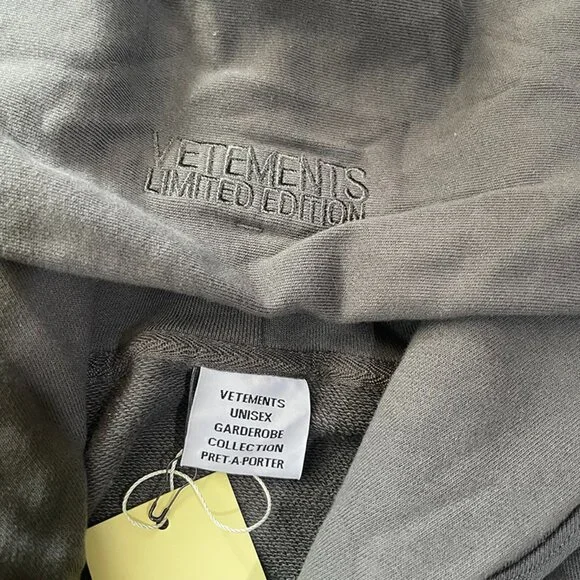 VETEMENTS
LIMITED EDITION
VETEMENTS
UNISEX
GARDEROBE
COLLECTION
PRET-A-PORTER